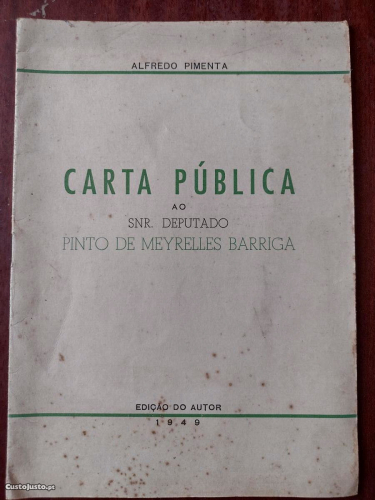 ALFREDO PIMENTA
CARTA PÚBLICA
AO
SNR. DEPUTADO
PINTO DE MEYRELLES BARRIGA
EDIÇÃO DO AUTOR
1949
CustoJusto.pt